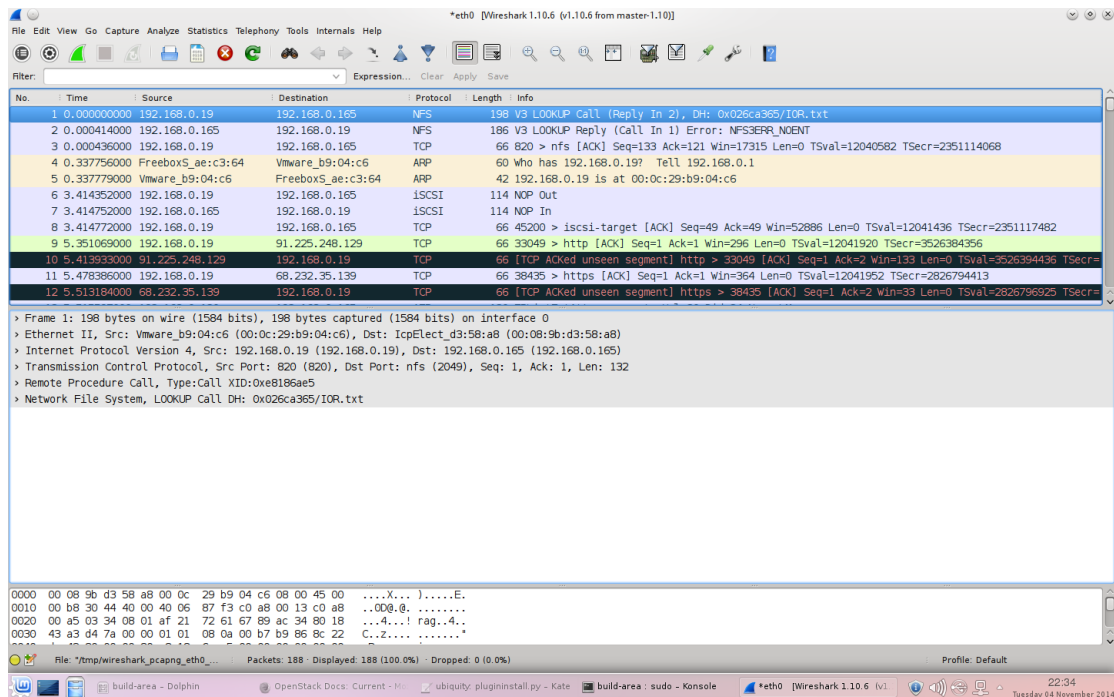 *eth0 [Wireshark 1.10.6 (v1.10.6 from master-1.10)]
File Edit View Go Capture Analyze Statistics Telephony Tools Internals Help
Filter: Expression... Clear Apply Save
No. Time Source Destination Protocol Length Info
1 0.000000000 192.168.0.19 192.168.0.165 NFS 198 V3 LOOKUP Call (Reply In 2), DH: 0x026ca365/IOR.txt
2 0.000414000 192.168.0.165 192.168.0.19 NFS 186 V3 LOOKUP Reply (Call In 1) Error: NFS3ERR_NOENT
3 0.000436000 192.168.0.19 192.168.0.165 TCP 66 820 > nfs [ACK] Seq=133 Ack=121 Win=17315 Len=0 TSval=12040582 TSecr=2351114068
4 0.337756000 FreeboxS_ae:c3:64 Vmware_b9:04:c6 ARP 60 Who has 192.168.0.19? Tell 192.168.0.1
5 0.337779000 Vmware_b9:04:c6 FreeboxS_ae:c3:64 ARP 42 192.168.0.19 is at 00:0c:29:b9:04:c6
6 3.414352000 192.168.0.19 192.168.0.165 iSCSI 114 NOP Out
7 3.414752000 192.168.0.165 192.168.0.19 iSCSI 114 NOP In
8 3.414772000 192.168.0.19 192.168.0.165 TCP 66 45200 > iscsi-target [ACK] Seq=49 Ack=49 Win=52886 Len=0 TSval=12041436 TSecr=2351117482
9 5.351069000 192.168.0.19 91.225.248.129 TCP 66 33049 > http [ACK] Seq=1 Ack=1 Win=296 Len=0 TSval=12041920 TSecr=3526384356
10 5.413933000 91.225.248.129 192.168.0.19 TCP 66 [TCP ACKed unseen segment] http > 33049 [ACK] Seq=1 Ack=2 Win=133 Len=0 TSval=3526394436 TSecr=
11 5.478386000 192.168.0.19 68.232.35.139 TCP 66 38435 > https [ACK] Seq=1 Ack=1 Win=364 Len=0 TSval=12041952 TSecr=2826794413
12 5.513184000 68.232.35.139 192.168.0.19 TCP 66 [TCP ACKed unseen segment] https > 38435 [ACK] Seq=1 Ack=2 Win=33 Len=0 TSval=2826796925 TSecr=
> Frame 1: 198 bytes on wire (1584 bits), 198 bytes captured (1584 bits) on interface 0
> Ethernet II, Src: Vmware_b9:04:c6 (00:0c:29:b9:04:c6), Dst: IcpElect_d3:58:a8 (00:08:9b:d3:58:a8)
> Internet Protocol Version 4, Src: 192.168.0.19 (192.168.0.19), Dst: 192.168.0.165 (192.168.0.165)
> Transmission Control Protocol, Src Port: 820 (820), Dst Port: nfs (2049), Seq: 1, Ack: 1, Len: 132
> Remote Procedure Call, Type:Call XID:0xe8186ae5
> Network File System, LOOKUP Call DH: 0x026ca365/IOR.txt
0000 00 08 9b d3 58 a8 00 0c 29 b9 04 c6 08 00 45 00 ....X... ).....E.
0010 00 b8 30 44 40 00 40 06 87 f3 c0 a8 00 13 c0 a8 ..0D@.@. ........
0020 00 a5 03 34 08 01 af 21 72 61 67 89 ac 34 80 18 ...4...! rag..4..
0030 43 a3 d4 7a 00 00 01 01 08 0a 00 b7 b9 86 8c 22 C..z.... ......."
File: "/tmp/wireshark_pcapng_eth0_... Packets: 188 · Displayed: 188 (100.0%) · Dropped: 0 (0.0%) Profile: Default
build-area – Dolphin OpenStack Docs: Current - ubiquity: plugininstall.py – Kate build-area : sudo – Konsole *eth0 [Wireshark 1.10.6 (v1. 22:34
Tuesday 04 November 2014